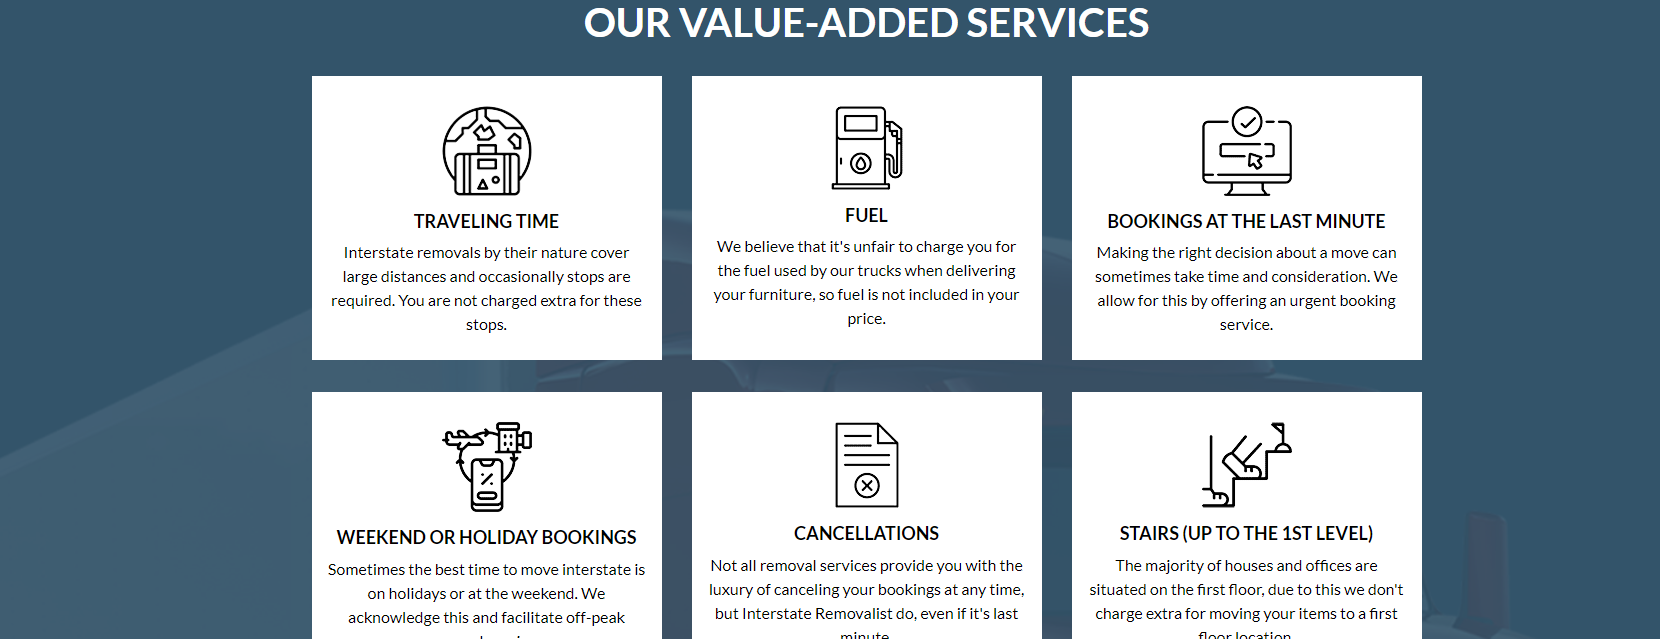 OUR VALUE-ADDED SERVICES
TRAVELING TIME
Interstate removals by their nature cover
large distances and occasionally stops are
required. You are not charged extra for these
stops.
FUEL
We believe that it's unfair to charge you for
the fuel used by our trucks when delivering
your furniture, so fuel is not included in your
price.
BOOKINGS AT THE LAST MINUTE
Making the right decision about a move can
sometimes take time and consideration. We
allow for this by offering an urgent booking
service.
WEEKEND OR HOLIDAY BOOKINGS
Sometimes the best time to move interstate is
on holidays or at the weekend. We
acknowledge this and facilitate off-peak
CANCELLATIONS
Not all removal services provide you with the
luxury of canceling your bookings at any time,
but Interstate Removalist do, even if it's last
minute.
STAIRS (UP TO THE 1ST LEVEL)
The majority of houses and offices are
situated on the first floor, due to this we don't
charge extra for moving your items to a first
floor location.